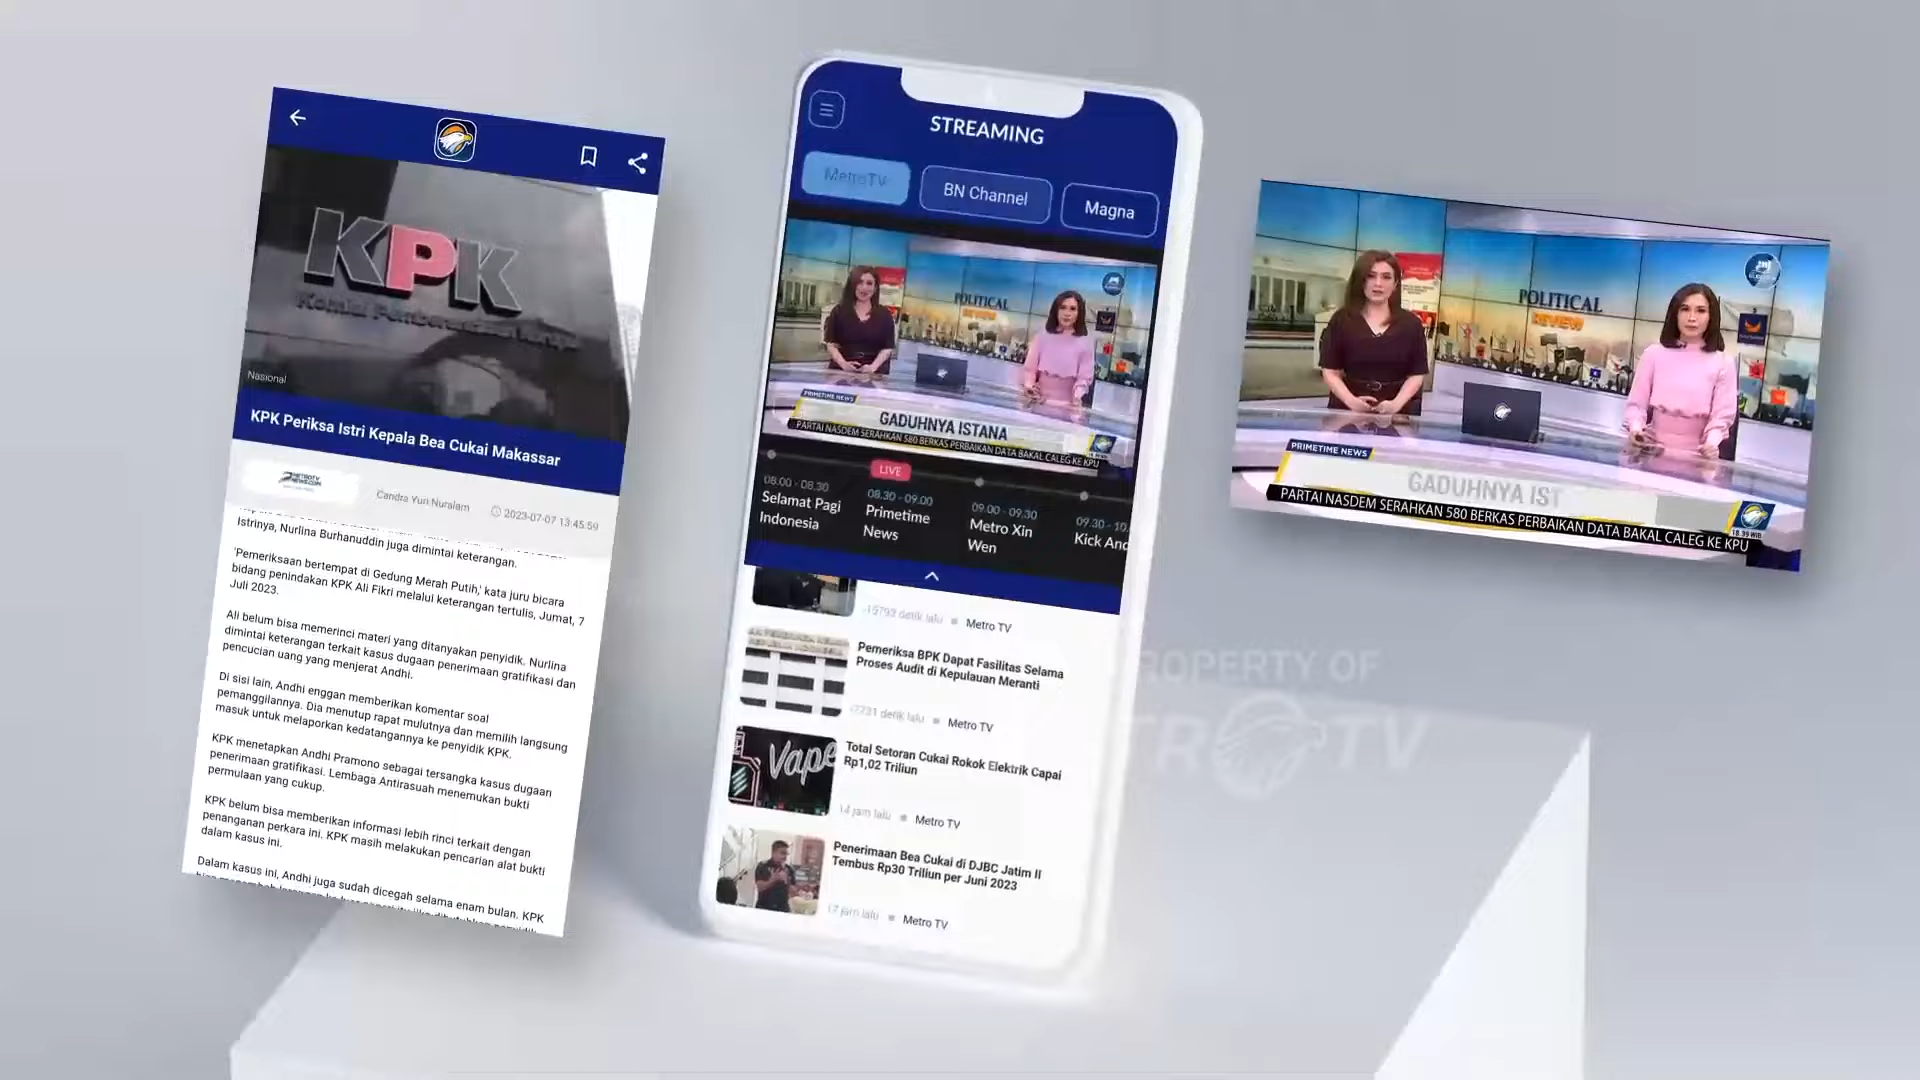 KPK
Nasional
KPK Periksa Istri Kepala Bea Cukai Makassar
METROTV
NEWS.COM
Candra Yuri Nuralam
2023-07-07 13:45:59
Istrinya, Nurlina Burhanuddin juga dimintai keterangan.
'Pemeriksaan bertempat di Gedung Merah Putih,' kata juru bicara
bidang penindakan KPK Ali Fikri melalui keterangan tertulis, Jumat, 7
Juli 2023.
Ali belum bisa memerinci materi yang ditanyakan penyidik. Nurlina
dimintai keterangan terkait kasus dugaan penerimaan gratifikasi dan
pencucian uang yang menjerat Andhi.
Di sisi lain, Andhi enggan memberikan komentar soal
pemanggilannya. Dia menutup rapat mulutnya dan memilih langsung
masuk untuk melaporkan kedatangannya ke penyidik KPK.
KPK menetapkan Andhi Pramono sebagai tersangka kasus dugaan
penerimaan gratifikasi. Lembaga Antirasuah menemukan bukti
permulaan yang cukup.
KPK belum bisa memberikan informasi lebih rinci terkait dengan
penanganan perkara ini. KPK masih melakukan pencarian alat bukti
dalam kasus ini.
Dalam kasus ini, Andhi juga sudah dicegah selama enam bulan. KPK
STREAMING
MetroTV
BN Channel
Magna
POLITICAL
REVIEW
PRIMETIME NEWS
GADUHNYA ISTANA
PARTAI NASDEM SERAHKAN 580 BERKAS PERBAIKAN DATA BAKAL CALEG KE KPU
LIVE
08.00 - 08.30
Selamat Pagi
Indonesia
08.30 - 09.00
Primetime
News
09.00 - 09.30
Metro Xin
Wen
09.30 - 10.
Kick And
-15793 detik lalu
Metro TV
Pemeriksa BPK Dapat Fasilitas Selama
Proses Audit di Kepulauan Meranti
-7731 detik lalu
Metro TV
Vape
Total Setoran Cukai Rokok Elektrik Capai
Rp1,02 Triliun
14 jam lalu
Metro TV
Penerimaan Bea Cukai di DJBC Jatim II
Tembus Rp30 Triliun per Juni 2023
17 jam lalu
Metro TV
POLITICAL
REVIEW
PRIMETIME NEWS
GADUHNYA IST
PARTAI NASDEM SERAHKAN 580 BERKAS PERBAIKAN DATA BAKAL CALEG KE KPU
18.39 WIB
ROPERTY OF
TR TV